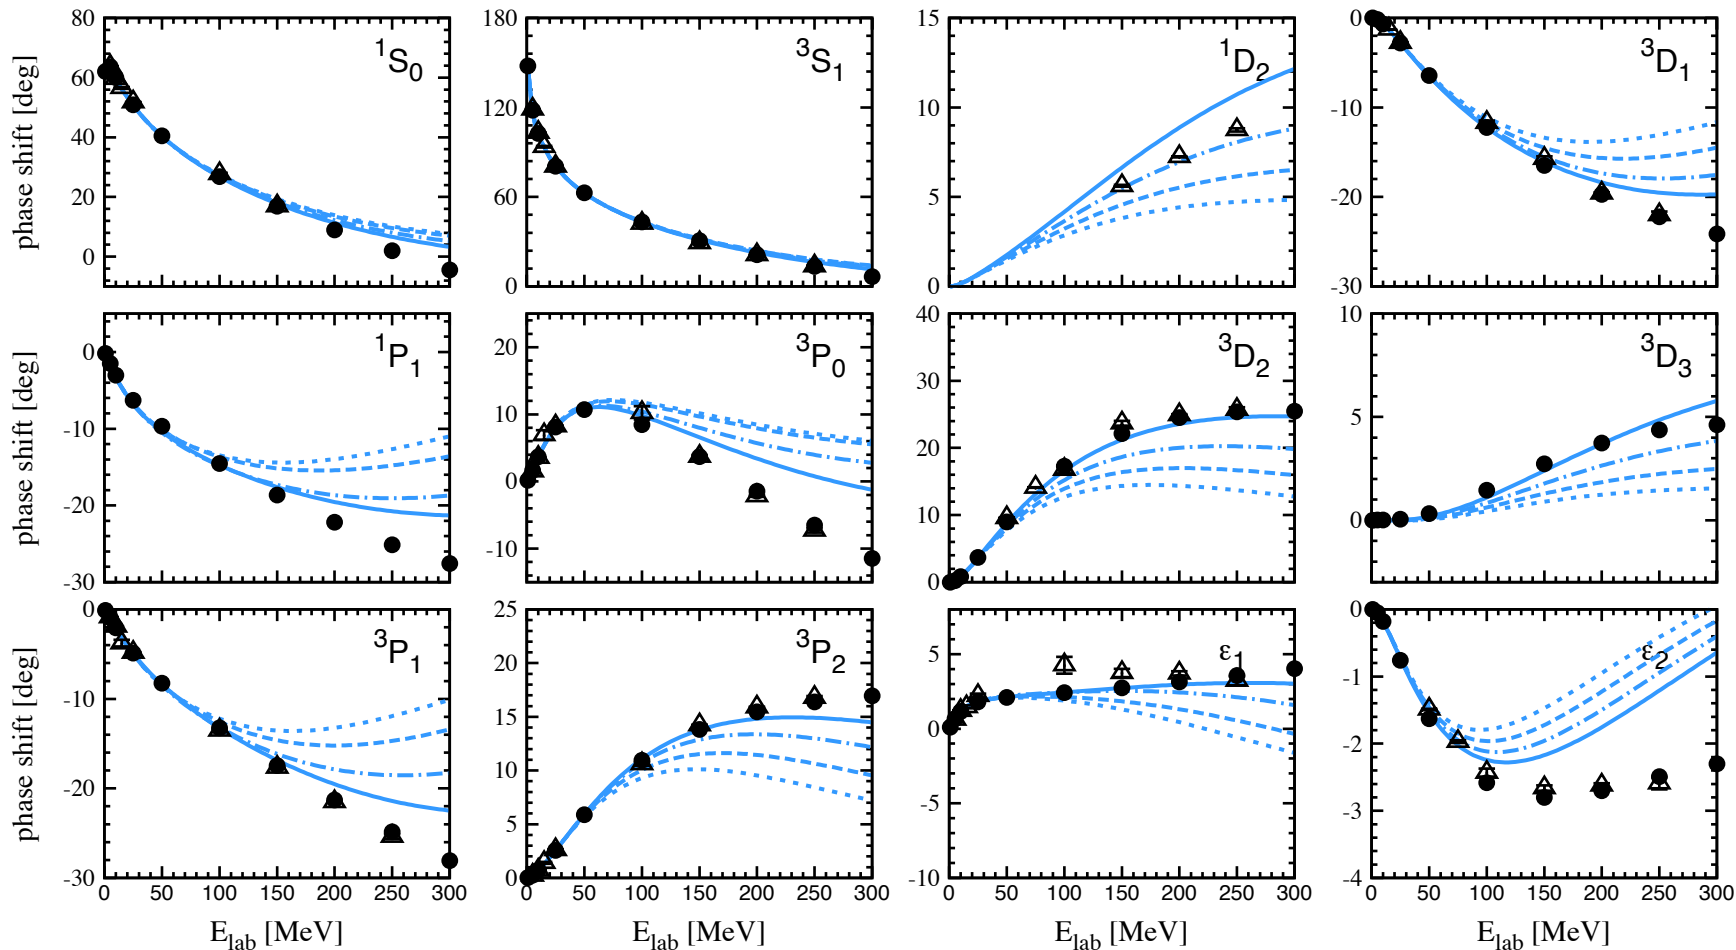 phase shift [deg]
80
60
40
20
0
¹S₀
180
120
60
0
³S₁
15
10
5
0
¹D₂
0
-10
-20
-30
³D₁
phase shift [deg]
0
-10
-20
-30
¹P₁
20
10
0
-10
³P₀
40
30
20
10
0
³D₂
10
5
0
³D₃
phase shift [deg]
0
-10
-20
-30
³P₁
25
20
15
10
5
0
³P₂
5
0
-5
-10
ε₁
0
-1
-2
-3
-4
ε₂
0 50 100 150 200 250 300
0 50 100 150 200 250 300
0 50 100 150 200 250 300
0 50 100 150 200 250 300
E_lab [MeV]
E_lab [MeV]
E_lab [MeV]
E_lab [MeV]